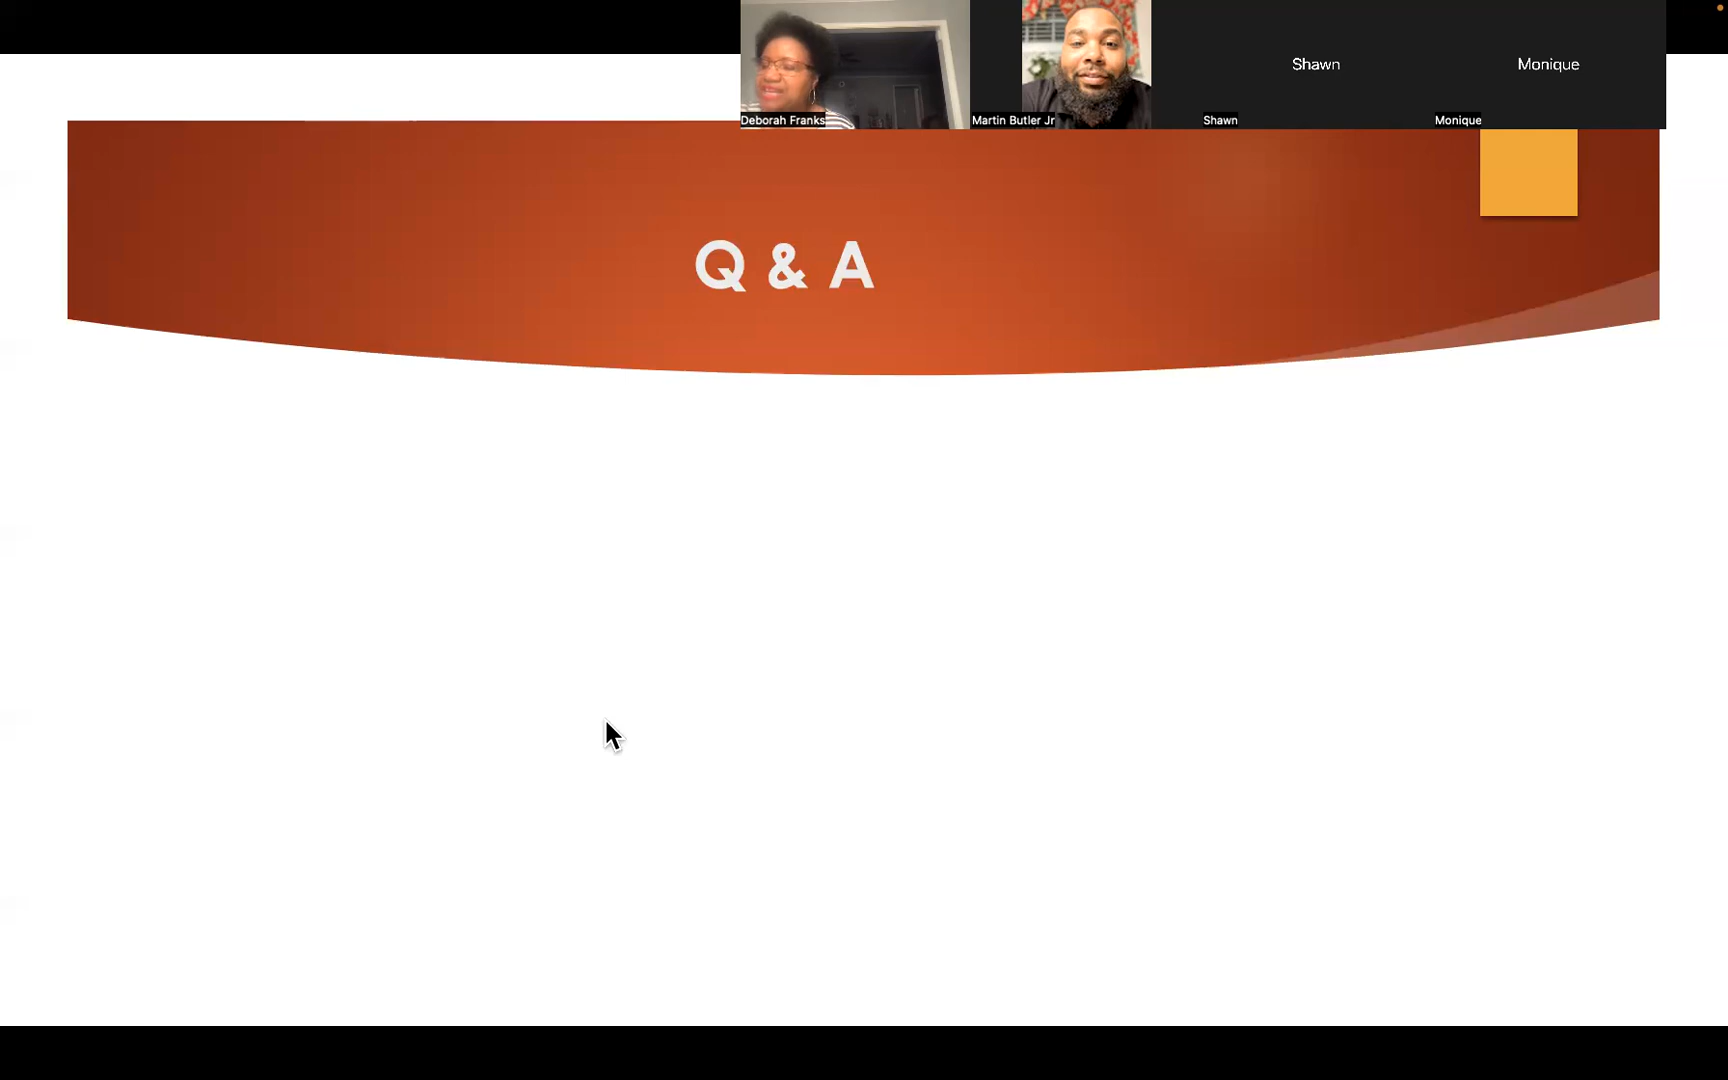 Shawn
Monique
Deborah Franks
Martin Butler Jr
Shawn
Monique
Q & A